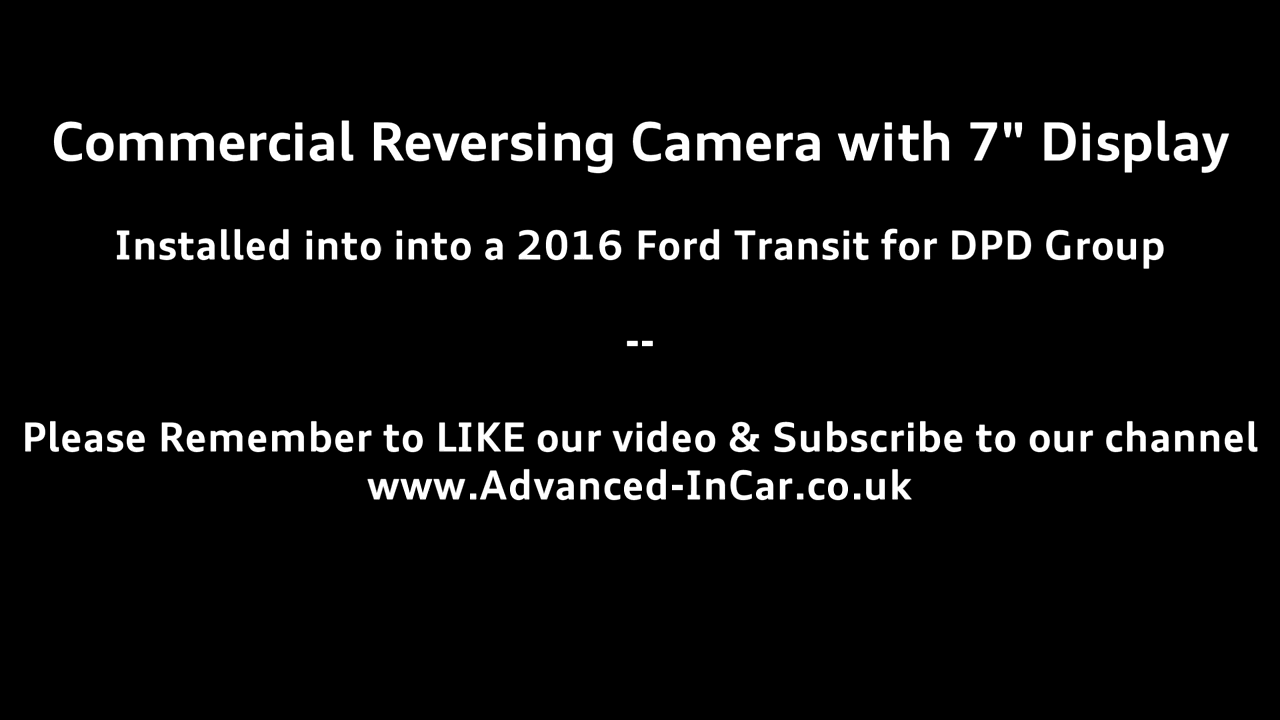 Commercial Reversing Camera with 7" Display
Installed into into a 2016 Ford Transit for DPD Group
--
Please Remember to LIKE our video & Subscribe to our channel
www.Advanced-InCar.co.uk